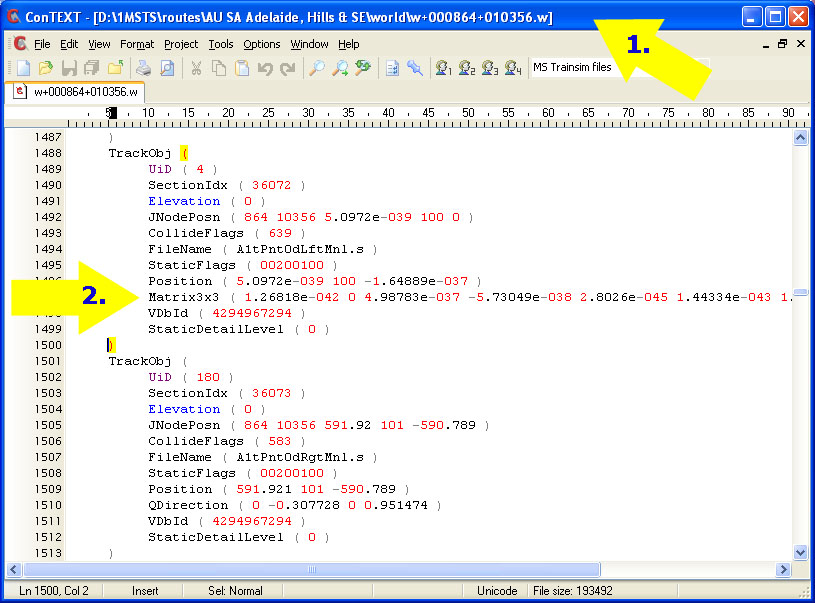 ConTEXT - [D:\1MSTS\routes\AU SA Adelaide, Hills & SE\world\w+000864+010356.w]
1.
File Edit View Format Project Tools Options Window Help
1 2 3 4 MS Trainsim files
w+000864+010356.w
5 10 15 20 25 30 35 40 45 50 55 60 65 70 75 80 85 90
1487 )
1488 TrackObj (
1489 UiD ( 4 )
1490 SectionIdx ( 36072 )
1491 Elevation ( 0 )
1492 JNodePosn ( 864 10356 5.0972e-039 100 0 )
1493 CollideFlags ( 639 )
1494 FileName ( A1tPnt0dLftMnl.s )
1495 StaticFlags ( 00200100 )
Position ( 5.0972e-039 100 -1.64889e-037 )
2. Matrix3x3 ( 1.26818e-042 0 4.98783e-037 -5.73049e-038 2.8026e-045 1.44334e-043 1.
VDbId ( 4294967294 )
1499 StaticDetailLevel ( 0 )
1500 )
1501 TrackObj (
1502 UiD ( 180 )
1503 SectionIdx ( 36073 )
1504 Elevation ( 0 )
1505 JNodePosn ( 864 10356 591.92 101 -590.789 )
1506 CollideFlags ( 583 )
1507 FileName ( A1tPnt0dRgtMnl.s )
1508 StaticFlags ( 00200100 )
1509 Position ( 591.921 101 -590.789 )
1510 QDirection ( 0 -0.307728 0 0.951474 )
1511 VDbId ( 4294967294 )
1512 StaticDetailLevel ( 0 )
1513 )
Ln 1500, Col 2 Insert Sel: Normal Unicode File size: 193492